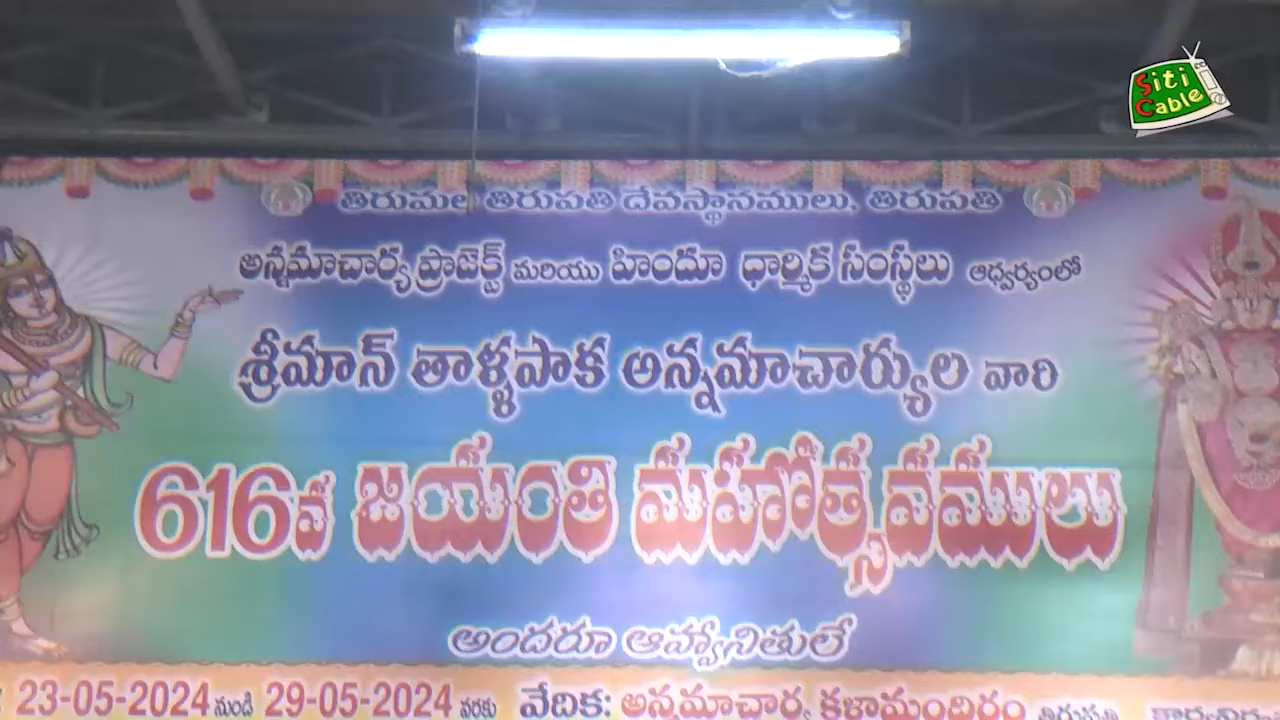 Siti
Cable
తిరుమల తిరుపతి దేవస్థానములు, తిరుపతి
అన్నమాచార్య ప్రాజెక్ట్ మరియు హిందూ ధార్మిక సంస్థలు ఆధ్వర్యంలో
శ్రీమాన్ తాళ్ళపాక అన్నమాచార్యుల వారి
616వ జయంతి మహోత్సవములు
అందరూ ఆహ్వానితులే
23-05-2024 నుండి 29-05-2024 వరకు వేదిక: అన్నమాచార్య కళామందిరం తిరుపతి